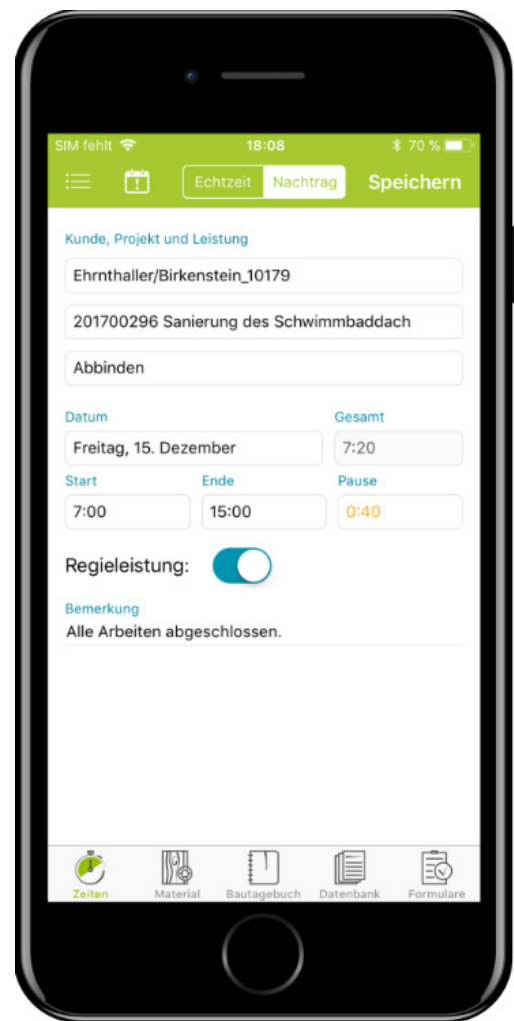 SIM fehlt 18:08 70 %
Echtzeit Nachtrag Speichern
Kunde, Projekt und Leistung
Ehrnthaller/Birkenstein_10179
201700296 Sanierung des Schwimmbaddach
Abbinden
Datum Gesamt
Freitag, 15. Dezember 7:20
Start Ende Pause
7:00 15:00 0:40
Regieleistung:
Bemerkung
Alle Arbeiten abgeschlossen.
Zeiten Material Bautagebuch Datenbank Formulare